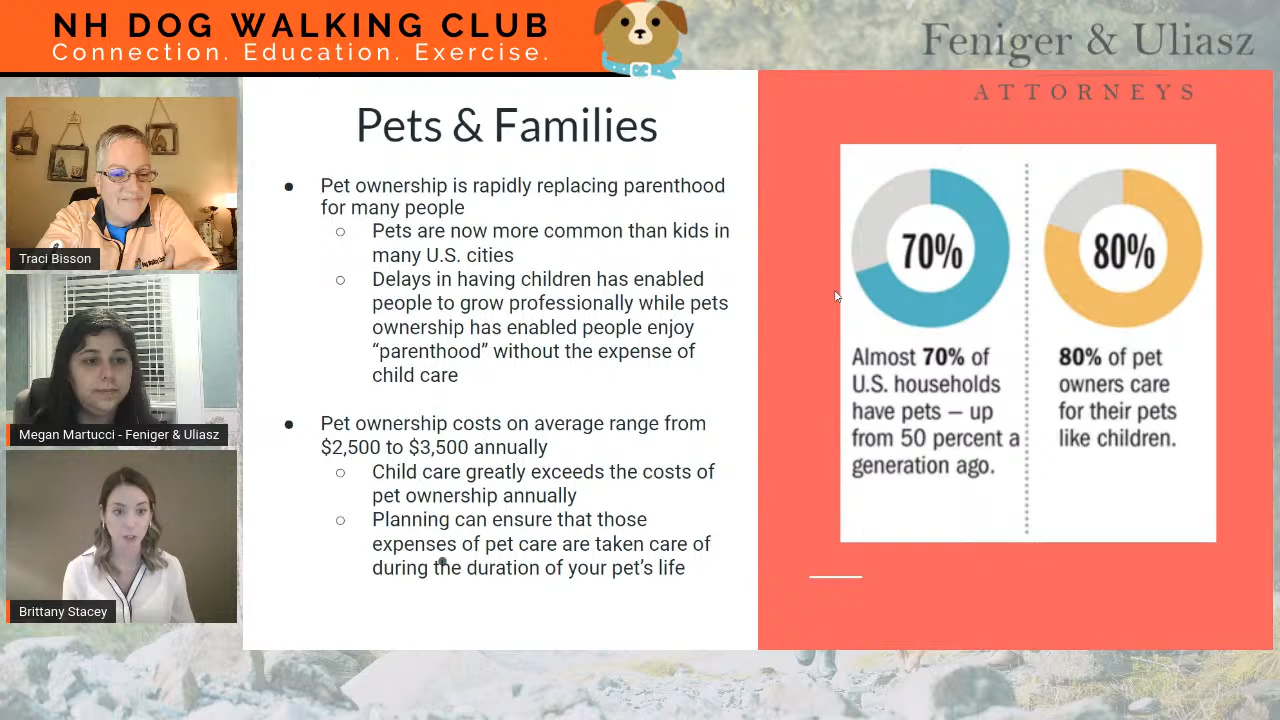 NH DOG WALKING CLUB
Connection. Education. Exercise.
Feniger & Uliasz
ATTORNEYS
Traci Bisson
Megan Martucci - Feniger & Uliasz
Brittany Stacey
Pets & Families
● Pet ownership is rapidly replacing parenthood
for many people
○ Pets are now more common than kids in
many U.S. cities
○ Delays in having children has enabled
people to grow professionally while pets
ownership has enabled people enjoy
“parenthood” without the expense of
child care
● Pet ownership costs on average range from
$2,500 to $3,500 annually
○ Child care greatly exceeds the costs of
pet ownership annually
○ Planning can ensure that those
expenses of pet care are taken care of
during the duration of your pet’s life
70%
Almost 70% of
U.S. households
have pets — up
from 50 percent a
generation ago.
80%
80% of pet
owners care
for their pets
like children.